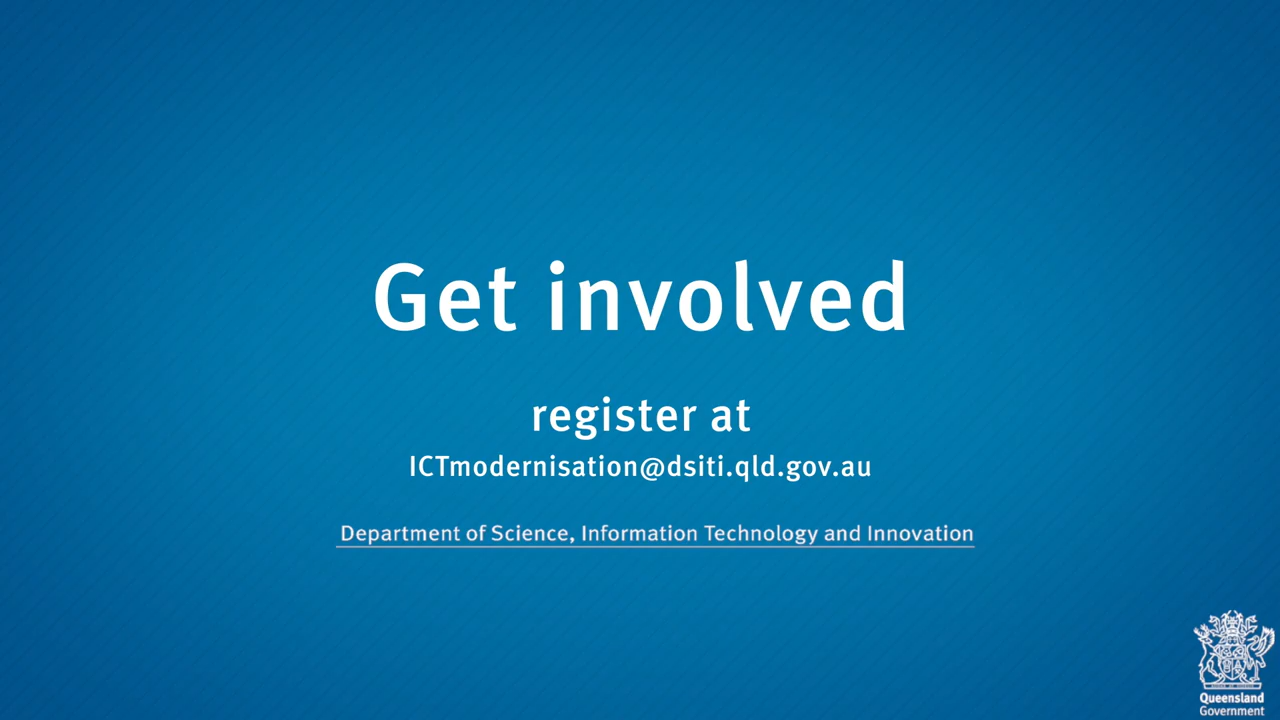 Get involved
register at
ICTmodernisation@dsiti.qld.gov.au
Department of Science, Information Technology and Innovation
Queensland
Government